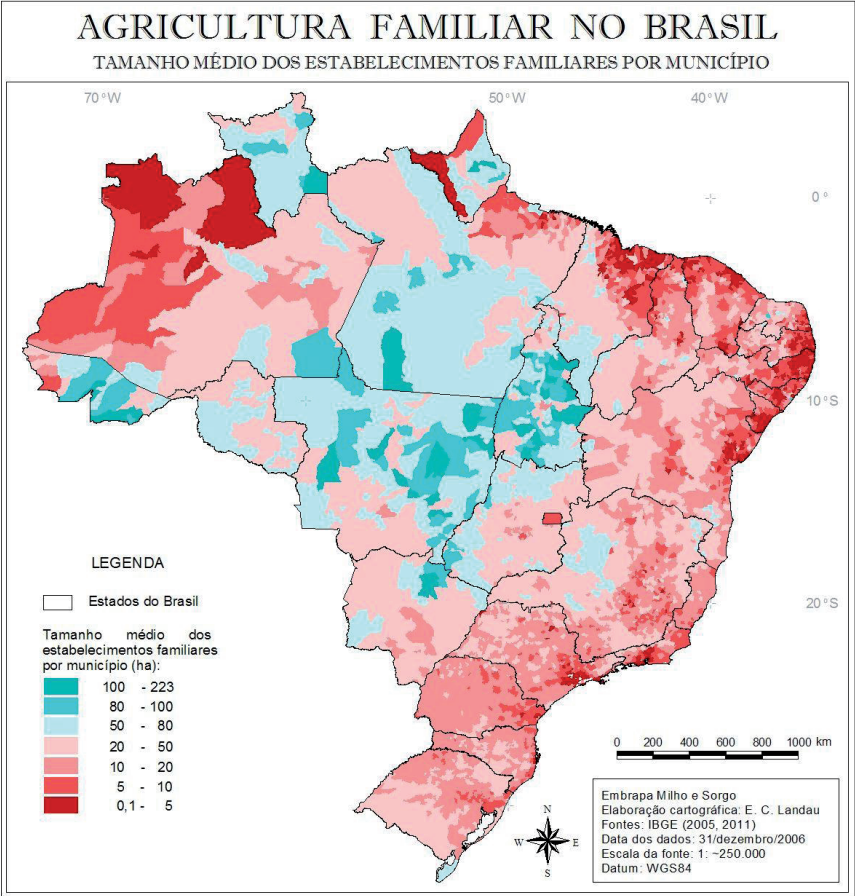 AGRICULTURA FAMILIAR NO BRASIL
TAMANHO MÉDIO DOS ESTABELECIMENTOS FAMILIARES POR MUNICÍPIO
70°W 50°W 40°W
0°
10°S
20°S
LEGENDA
Estados do Brasil
Tamanho médio dos
estabelecimentos familiares
por município (ha):
100 - 223
80 - 100
50 - 80
20 - 50
10 - 20
5 - 10
0,1 - 5
0 200 400 600 800 1000 km
N
W E
S
Embrapa Milho e Sorgo
Elaboração cartográfica: E. C. Landau
Fontes: IBGE (2005, 2011)
Data dos dados: 31/dezembro/2006
Escala da fonte: 1: ~250.000
Datum: WGS84